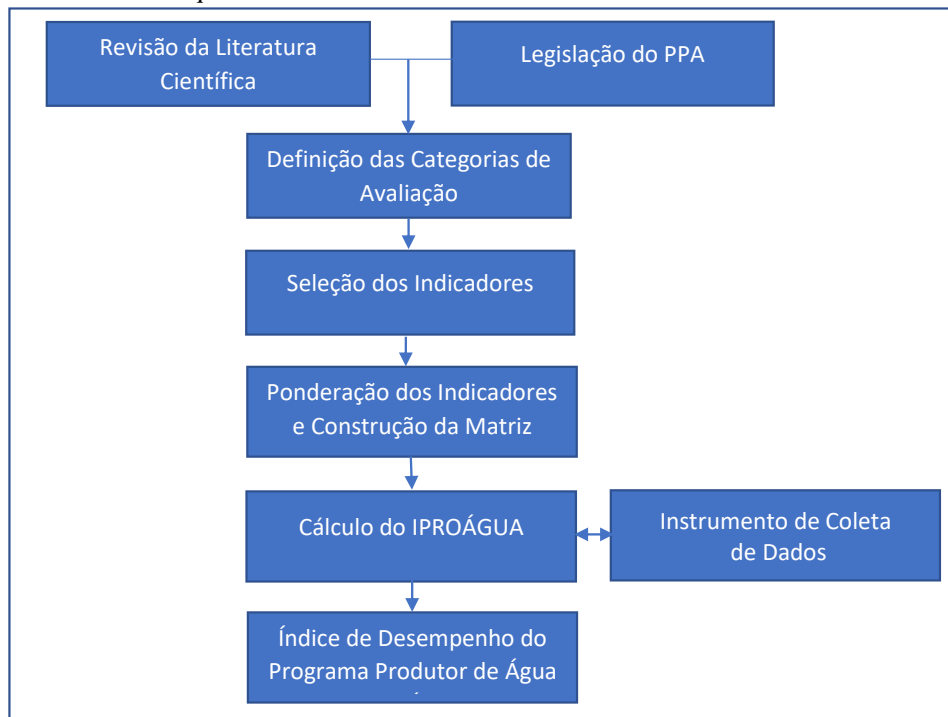 Revisão da Literatura
Científica
Legislação do PPA
Definição das Categorias de
Avaliação
Seleção dos Indicadores
Ponderação dos Indicadores
e Construção da Matriz
Cálculo do IPROÁGUA
Instrumento de Coleta
de Dados
Índice de Desempenho do
Programa Produtor de Água